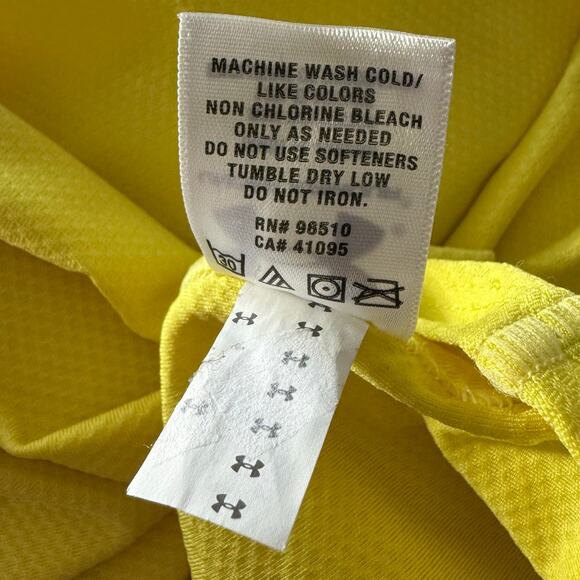 MACHINE WASH COLD/
LIKE COLORS
NON CHLORINE BLEACH
ONLY AS NEEDED
DO NOT USE SOFTENERS
TUMBLE DRY LOW
DO NOT IRON.
RN# 96510
CA# 41095
30